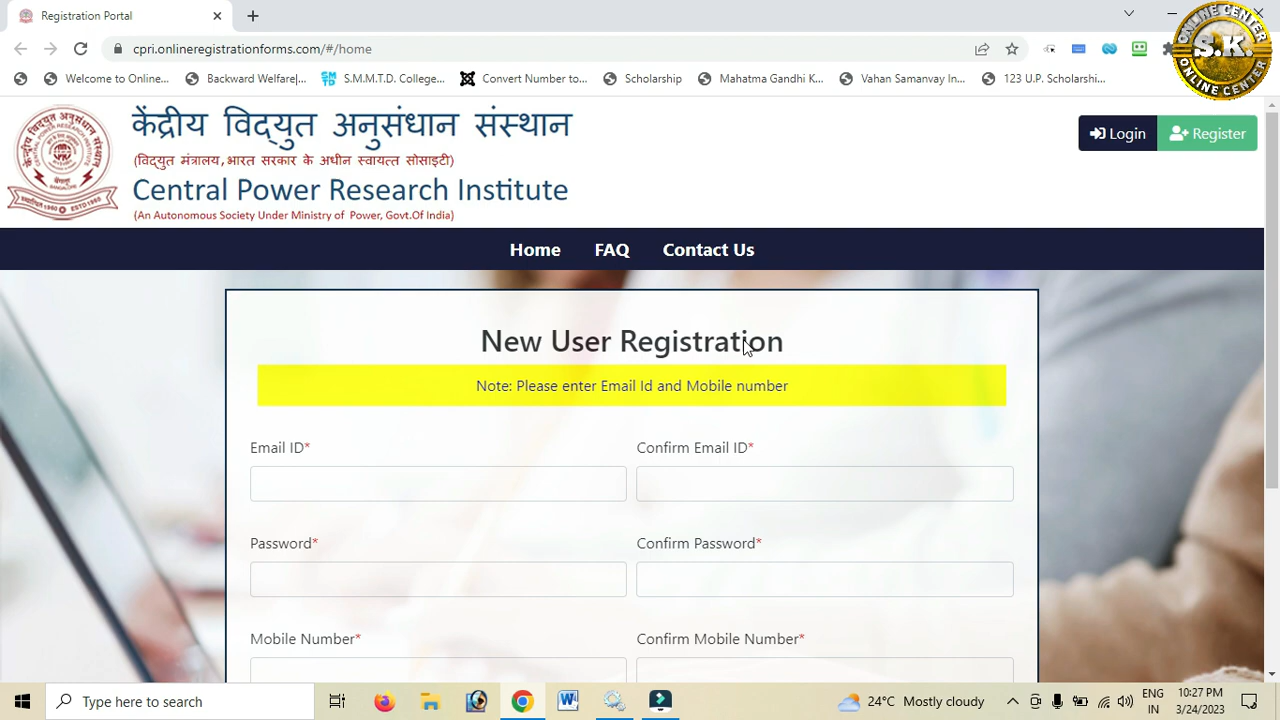 Registration Portal
cpri.onlineregistrationforms.com/#/home
Welcome to Online...
Backward Welfare|...
S.M.M.T.D. College...
Convert Number to...
Scholarship
Mahatma Gandhi K...
Vahan Samanvay In...
123 U.P. Scholarshi...
ONLINE CENTER
S.K.
ONLINE CENTER
केंद्रीय विद्युत अनुसंधान संस्थान
(विद्युत मंत्रालय,भारत सरकार के अधीन स्वायत्त सोसाइटी)
Central Power Research Institute
(An Autonomous Society Under Ministry of Power, Govt.Of India)
Login
Register
Home
FAQ
Contact Us
New User Registration
Note: Please enter Email Id and Mobile number
Email ID*
Confirm Email ID*
Password*
Confirm Password*
Mobile Number*
Confirm Mobile Number*
Type here to search
24°C Mostly cloudy
ENG
IN
10:27 PM
3/24/2023